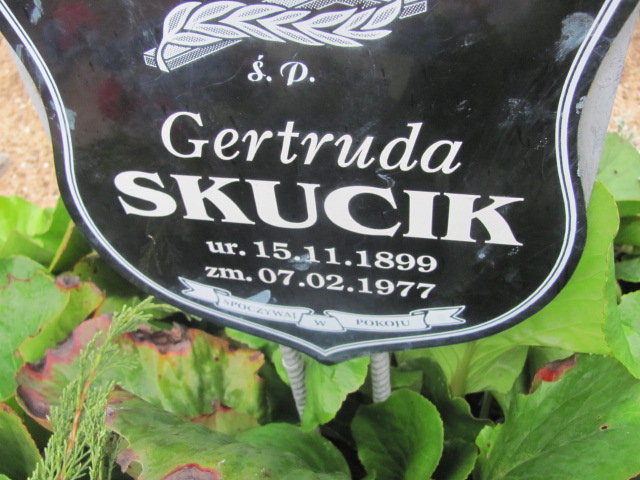 Ś. P.
Gertruda
SKUCIK
ur. 15.11.1899
zm. 07.02.1977
SPOCZYWAJ W POKOJU